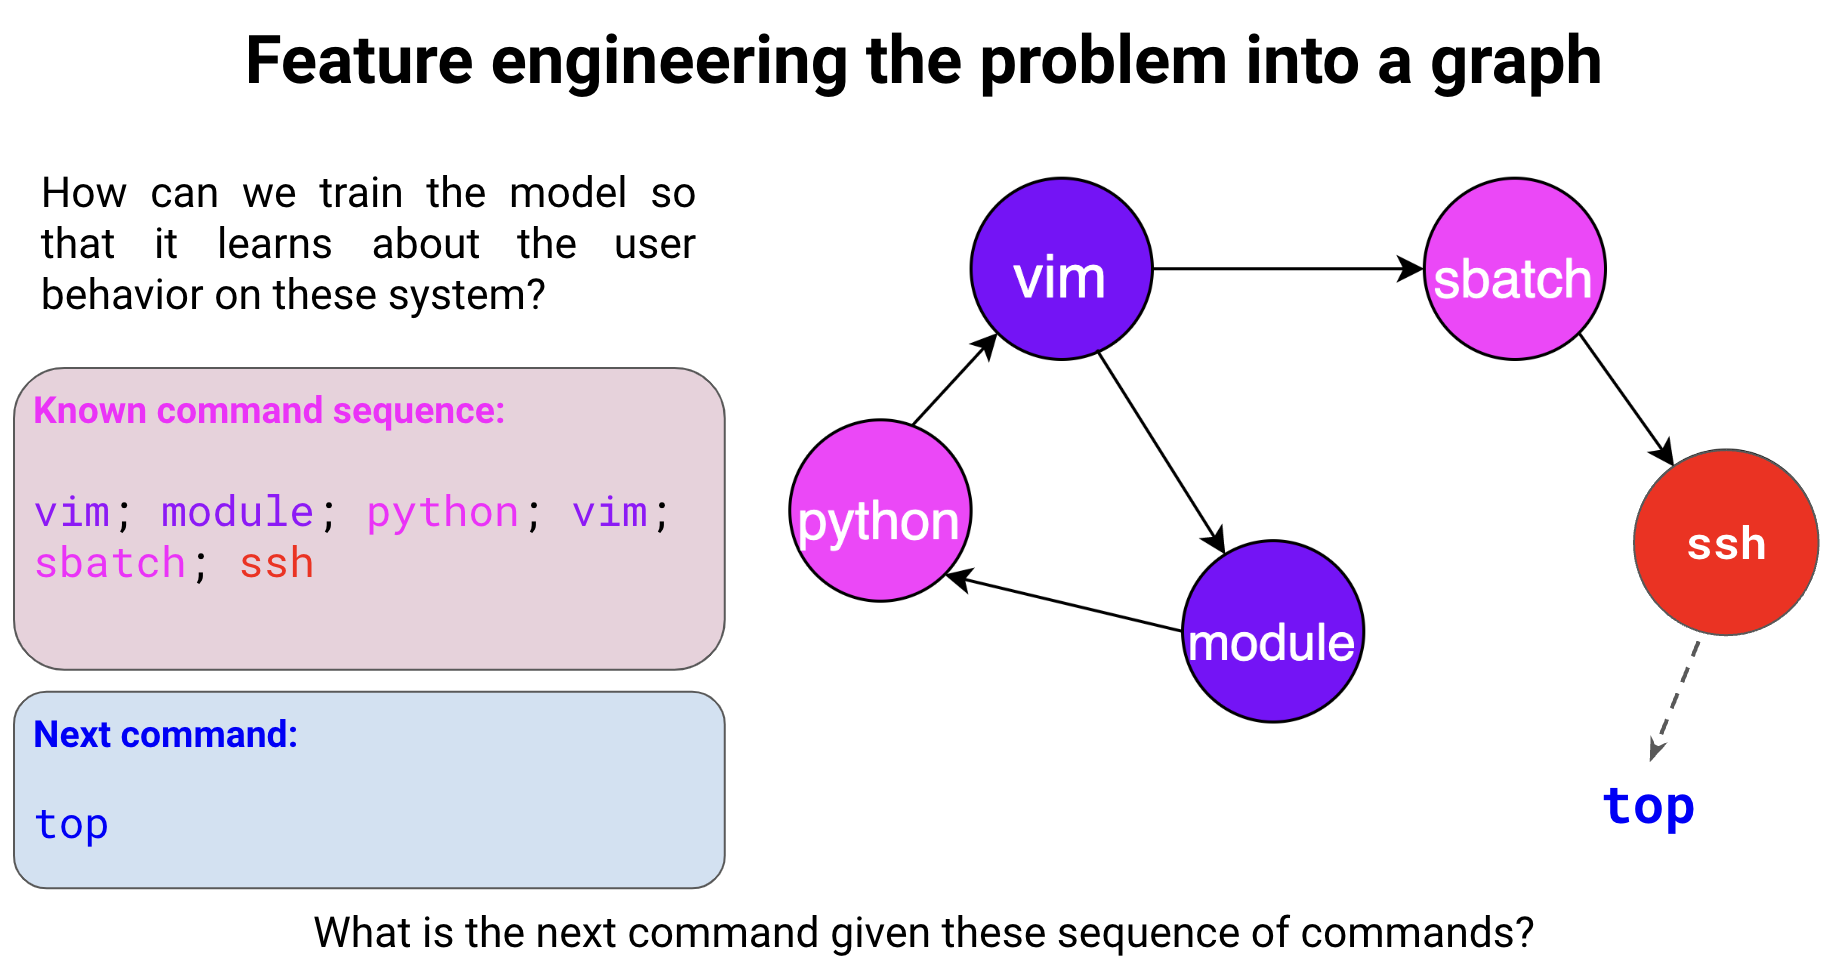 Feature engineering the problem into a graph
How can we train the model so
that it learns about the user
behavior on these system?
Known command sequence:
vim; module; python; vim;
sbatch; ssh
Next command:
top
vim
sbatch
python
module
ssh
top
What is the next command given these sequence of commands?